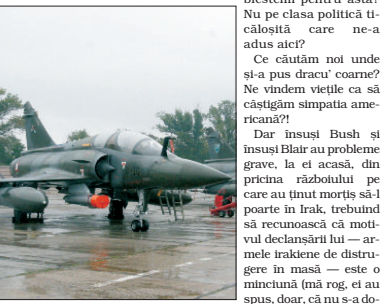 blestemi pentru asta?
Nu pe clasa politică ti-
căloșită care ne-a
adus aici?
Ce căutăm noi unde
și-a pus dracu' coarne?
Ne vindem viețile ca să
câștigăm simpatia ame-
ricană?!
Dar însuși Bush și
însuși Blair au probleme
grave, la ei acasă, din
pricina războiului pe
care au ținut morțiș să-l
poarte în Irak, trebuind
să recunoască că moti-
vul declanșării lui — ar-
mele irakiene de distru-
gere în masă — este o
minciună (mă rog, ei au
spus, doar, că nu s-a do-